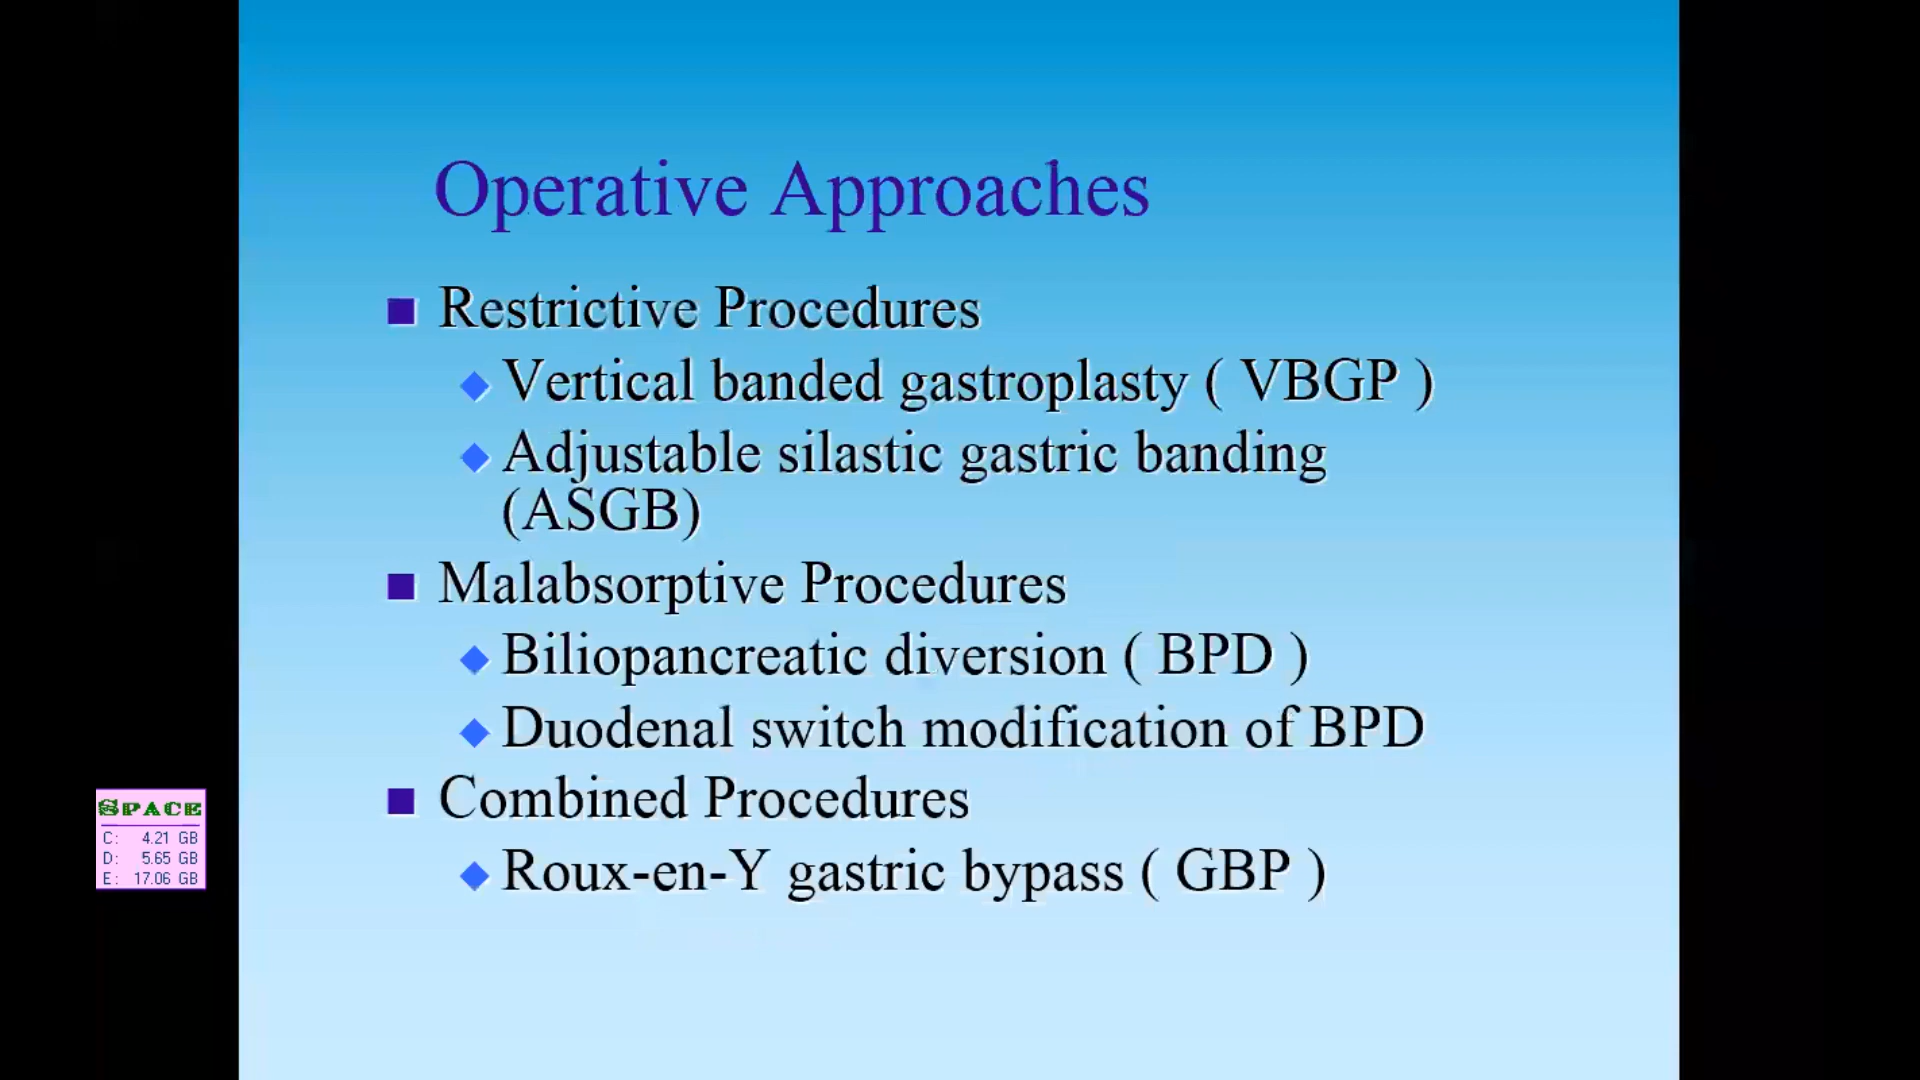 Operative Approaches
Restrictive Procedures
Vertical banded gastroplasty ( VBGP )
Adjustable silastic gastric banding
(ASGB)
Malabsorptive Procedures
Biliopancreatic diversion ( BPD )
Duodenal switch modification of BPD
Combined Procedures
Roux-en-Y gastric bypass ( GBP )
SPACE
C: 4.21 GB
D: 5.65 GB
E: 17.06 GB